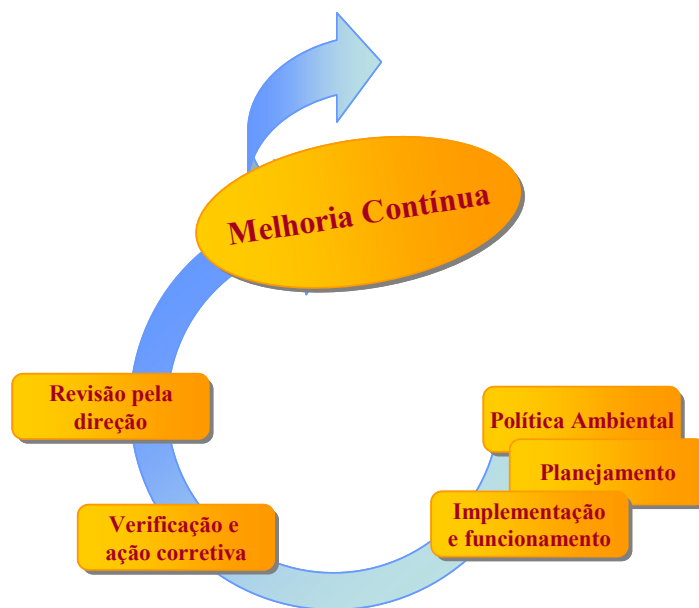 Melhoria Contínua
Revisão pela
direção
Política Ambiental
Planejamento
Implementação
e funcionamento
Verificação e
ação corretiva